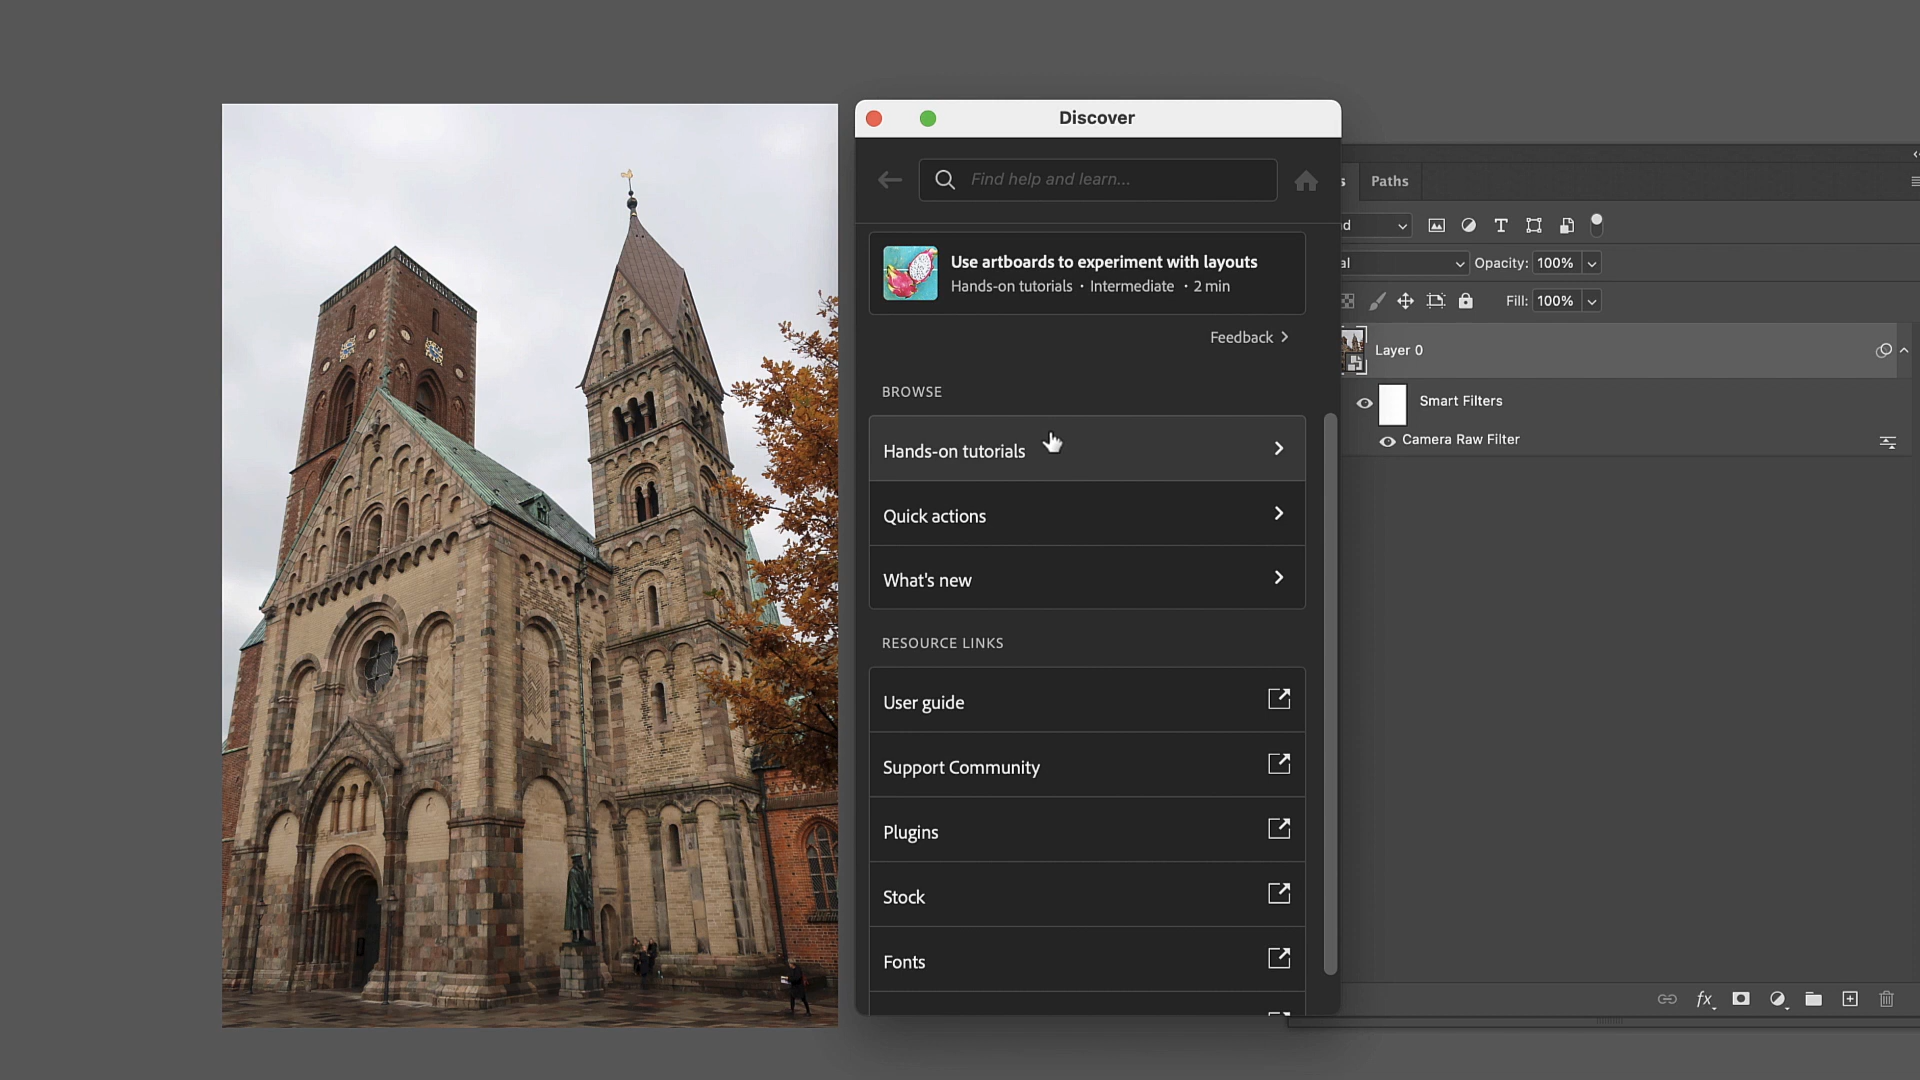 Discover
Find help and learn...
Use artboards to experiment with layouts
Hands-on tutorials • Intermediate • 2 min
Feedback
BROWSE
Hands-on tutorials
Quick actions
What's new
RESOURCE LINKS
User guide
Support Community
Plugins
Stock
Fonts
Paths
Opacity: 100%
Fill: 100%
Layer 0
Smart Filters
Camera Raw Filter
fx